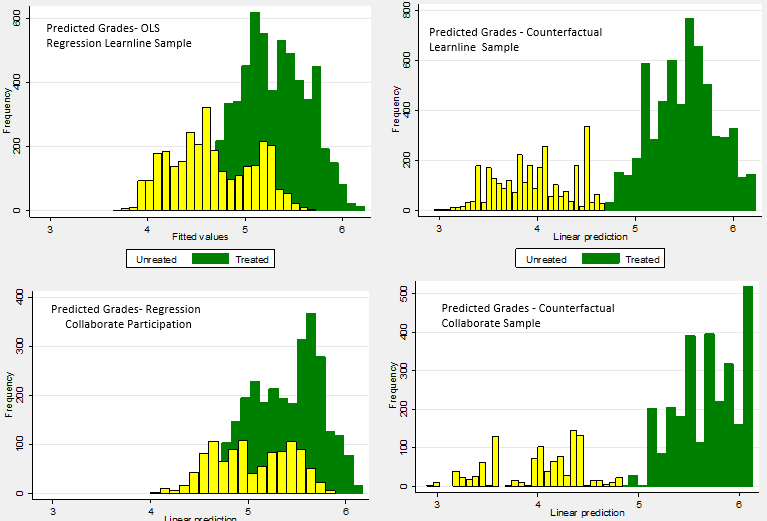 Predicted Grades- OLS
Regression Learnline Sample
Frequency
600
400
200
0
3 4 5 6
Fitted values
Unreated Treated
Predicted Grades - Counterfactual
Learnline Sample
Frequency
800
600
400
200
0
3 4 5 6
Linear prediction
Unreated Treated
Predicted Grades- Regression
Collaborate Participation
Frequency
400
300
200
100
0
3 4 5 6
Linear prediction
Predicted Grades - Counterfactual
Collaborate Sample
Frequency
500
400
300
200
100
0
3 4 5 6
Linear prediction